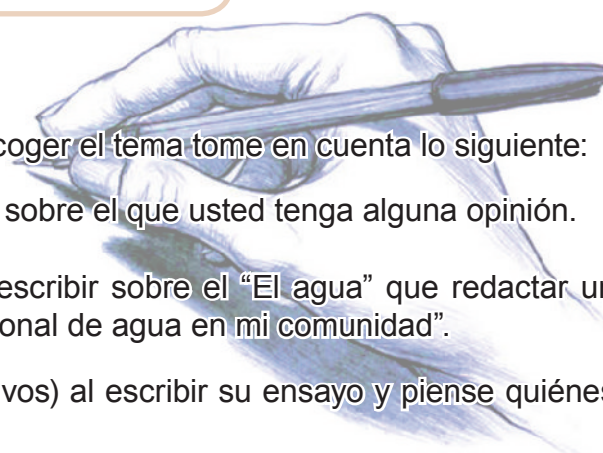 coger el tema tome en cuenta lo siguiente:
sobre el que usted tenga alguna opinión.
escribir sobre el “El agua” que redactar un
onal de agua en mi comunidad”.
vos) al escribir su ensayo y piense quiénes